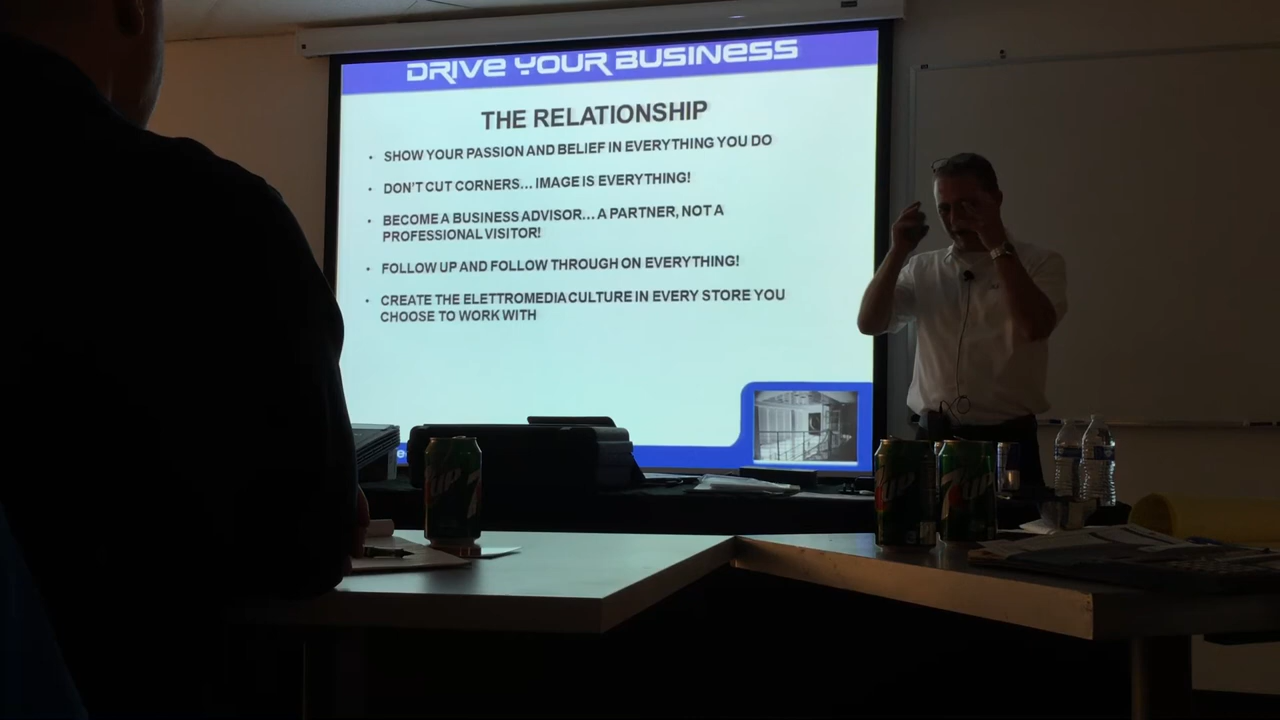 DRIVE YOUR BUSINESS
THE RELATIONSHIP
• SHOW YOUR PASSION AND BELIEF IN EVERYTHING YOU DO
• DON'T CUT CORNERS... IMAGE IS EVERYTHING!
• BECOME A BUSINESS ADVISOR... A PARTNER, NOT A
PROFESSIONAL VISITOR!
• FOLLOW UP AND FOLLOW THROUGH ON EVERYTHING!
• CREATE THE ELETTROMEDIA CULTURE IN EVERY STORE YOU
CHOOSE TO WORK WITH
7UP
7UP
7UP